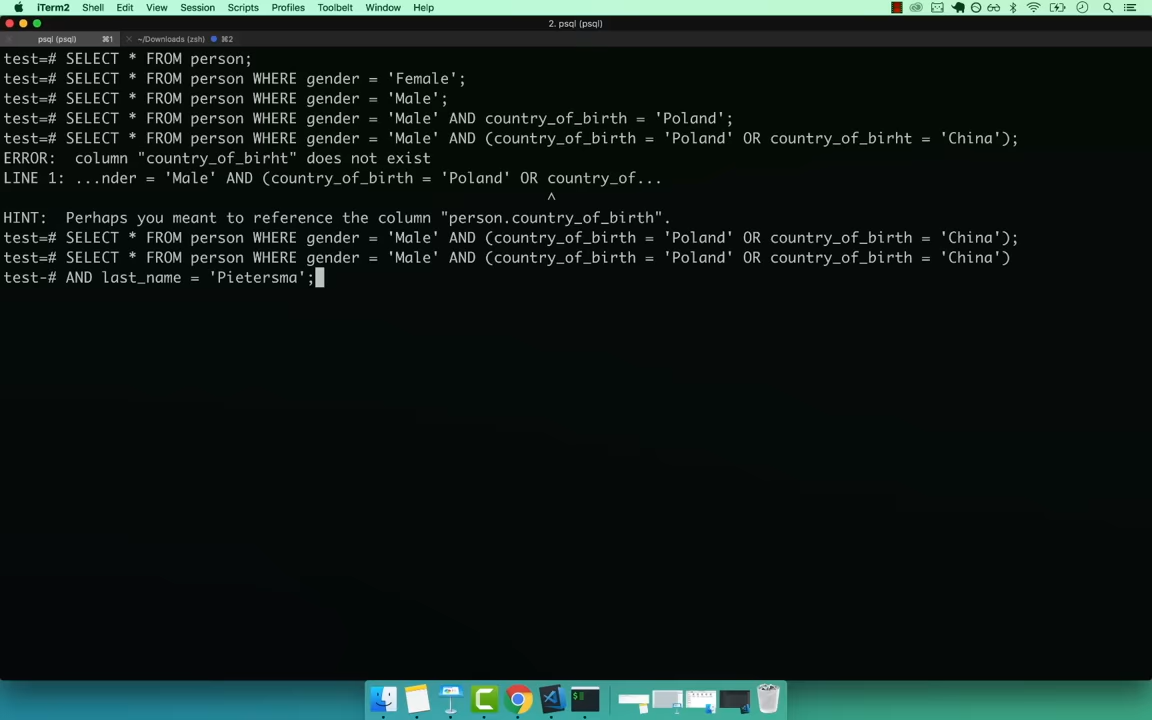 iTerm2 Shell Edit View Session Scripts Profiles Toolbelt Window Help
2. psql (psql)
psql (psql) ⌘1 × ~/Downloads (zsh) ⌘2
test=# SELECT * FROM person;
test=# SELECT * FROM person WHERE gender = 'Female';
test=# SELECT * FROM person WHERE gender = 'Male';
test=# SELECT * FROM person WHERE gender = 'Male' AND country_of_birth = 'Poland';
test=# SELECT * FROM person WHERE gender = 'Male' AND (country_of_birth = 'Poland' OR country_of_birht = 'China');
ERROR:  column "country_of_birht" does not exist
LINE 1: ...nder = 'Male' AND (country_of_birth = 'Poland' OR country_of...
^
HINT:  Perhaps you meant to reference the column "person.country_of_birth".
test=# SELECT * FROM person WHERE gender = 'Male' AND (country_of_birth = 'Poland' OR country_of_birth = 'China');
test=# SELECT * FROM person WHERE gender = 'Male' AND (country_of_birth = 'Poland' OR country_of_birth = 'China')
test-# AND last_name = 'Pietersma';